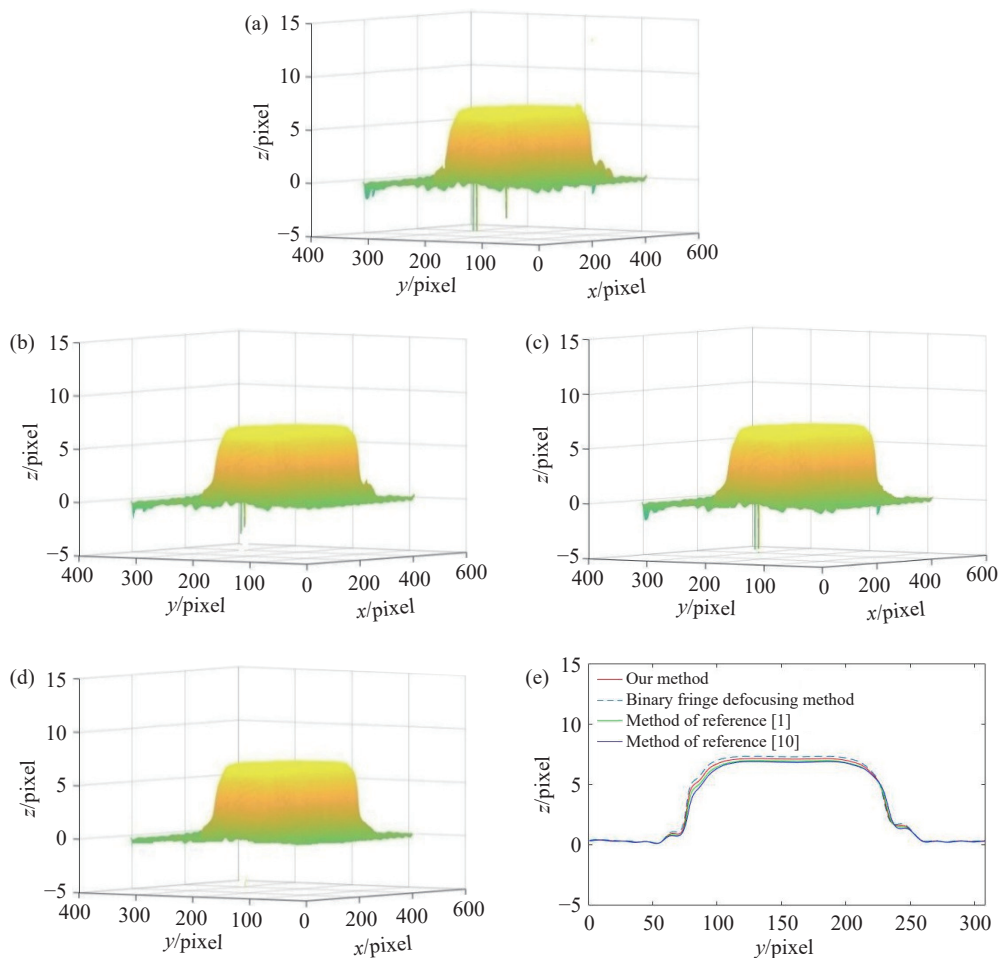 (a)
15
10
5
0
−5
z/pixel
400
300
200
100
0
200
400
600
y/pixel
x/pixel
(b)
15
10
5
0
−5
z/pixel
400
300
200
100
0
200
400
600
y/pixel
x/pixel
(c)
15
10
5
0
−5
z/pixel
400
300
200
100
0
200
400
600
y/pixel
x/pixel
(d)
15
10
5
0
−5
z/pixel
400
300
200
100
0
200
400
600
y/pixel
x/pixel
(e)
15
10
5
0
−5
z/pixel
Our method
Binary fringe defocusing method
Method of reference [1]
Method of reference [10]
0
50
100
150
200
250
300
y/pixel